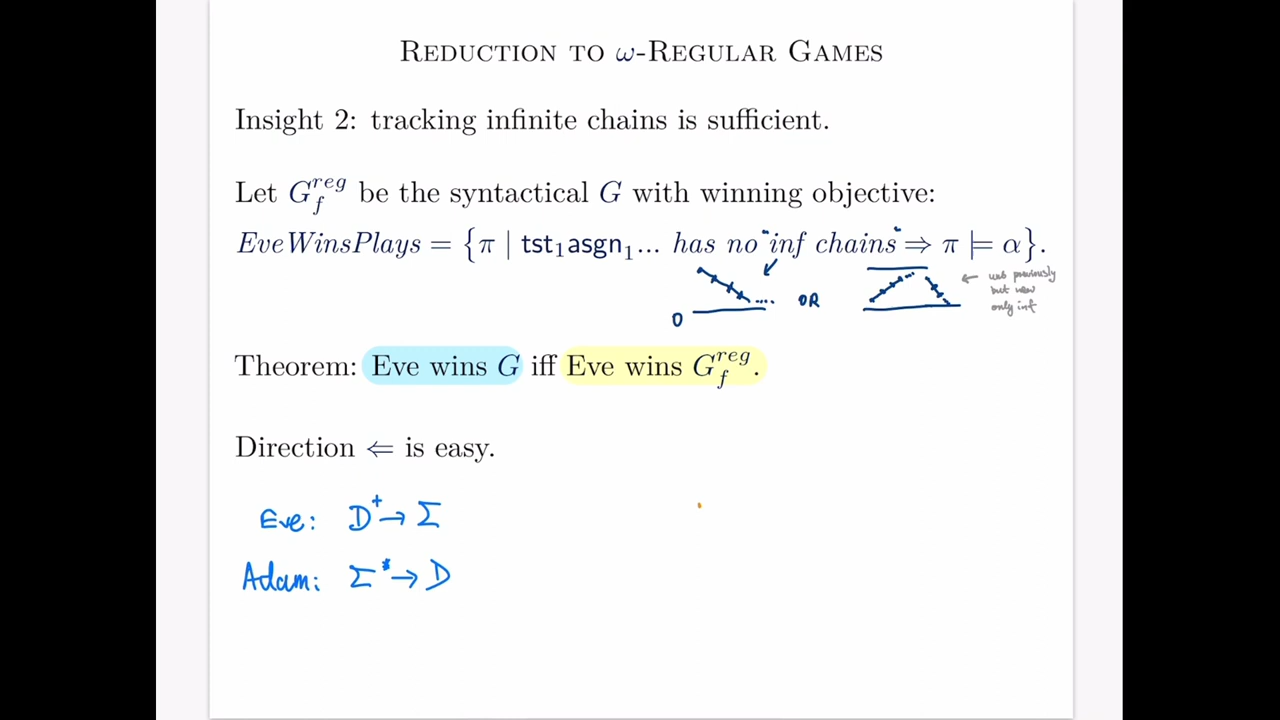 REDUCTION TO ω-REGULAR GAMES
Insight 2: tracking infinite chains is sufficient.
Let G_f^{reg} be the syntactical G with winning objective:
EveWinsPlays = {π | tst₁asgn₁... has no "inf chains" ⇒ π ⊨ α}.
0
OR
← unb previously
but now
only inf
Theorem: Eve wins G iff Eve wins G_f^{reg}.
Direction ⇐ is easy.
Eve: D⁺ → Σ
Adam: Σ* → D